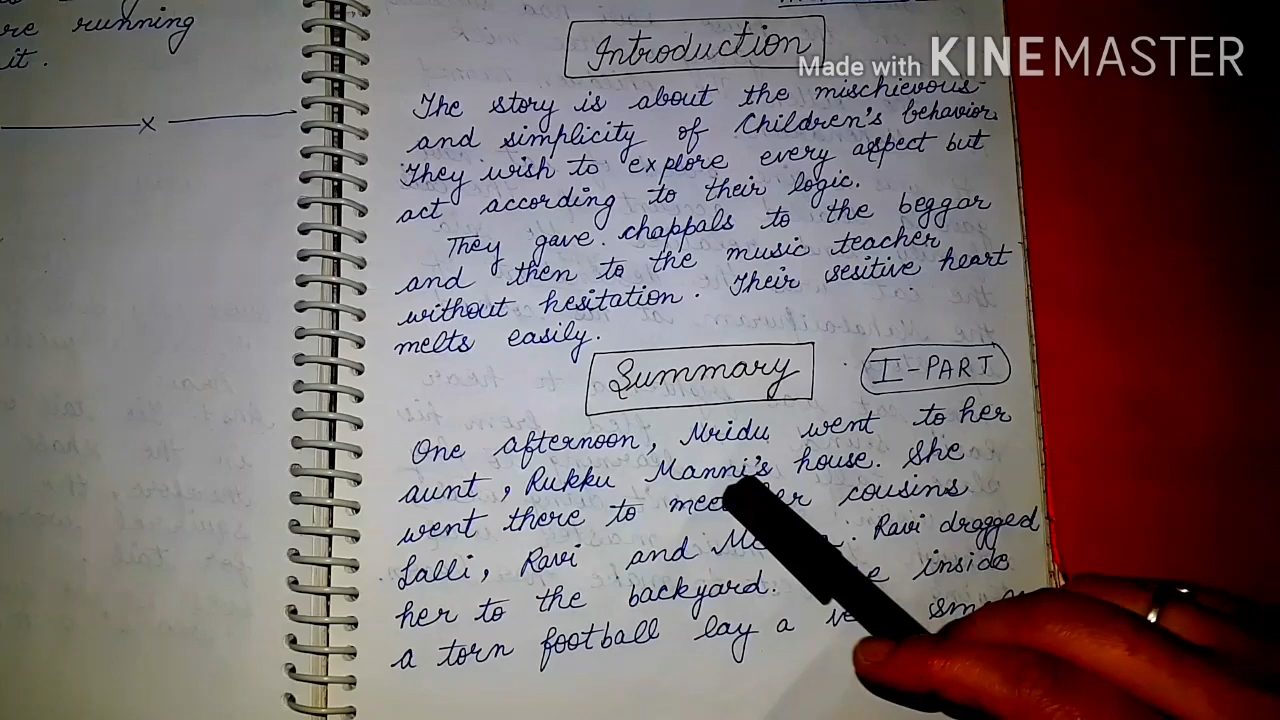 re running
it.
Made with KINEMASTER
Introduction
The story is about the mischievous
and simplicity of Children's behavior.
They wish to explore every aspect but
act according to their logic.
They gave chappals to the beggar
and then to the music teacher
without hesitation. Their sesitive heart
melts easily.
Summary
I-PART
One afternoon, Mridu went to her
aunt, Rukku Manni's house. She
went there to cousins
Lalli, Ravi and Ravi dragged
her to the backyard. inside
a torn football lay a